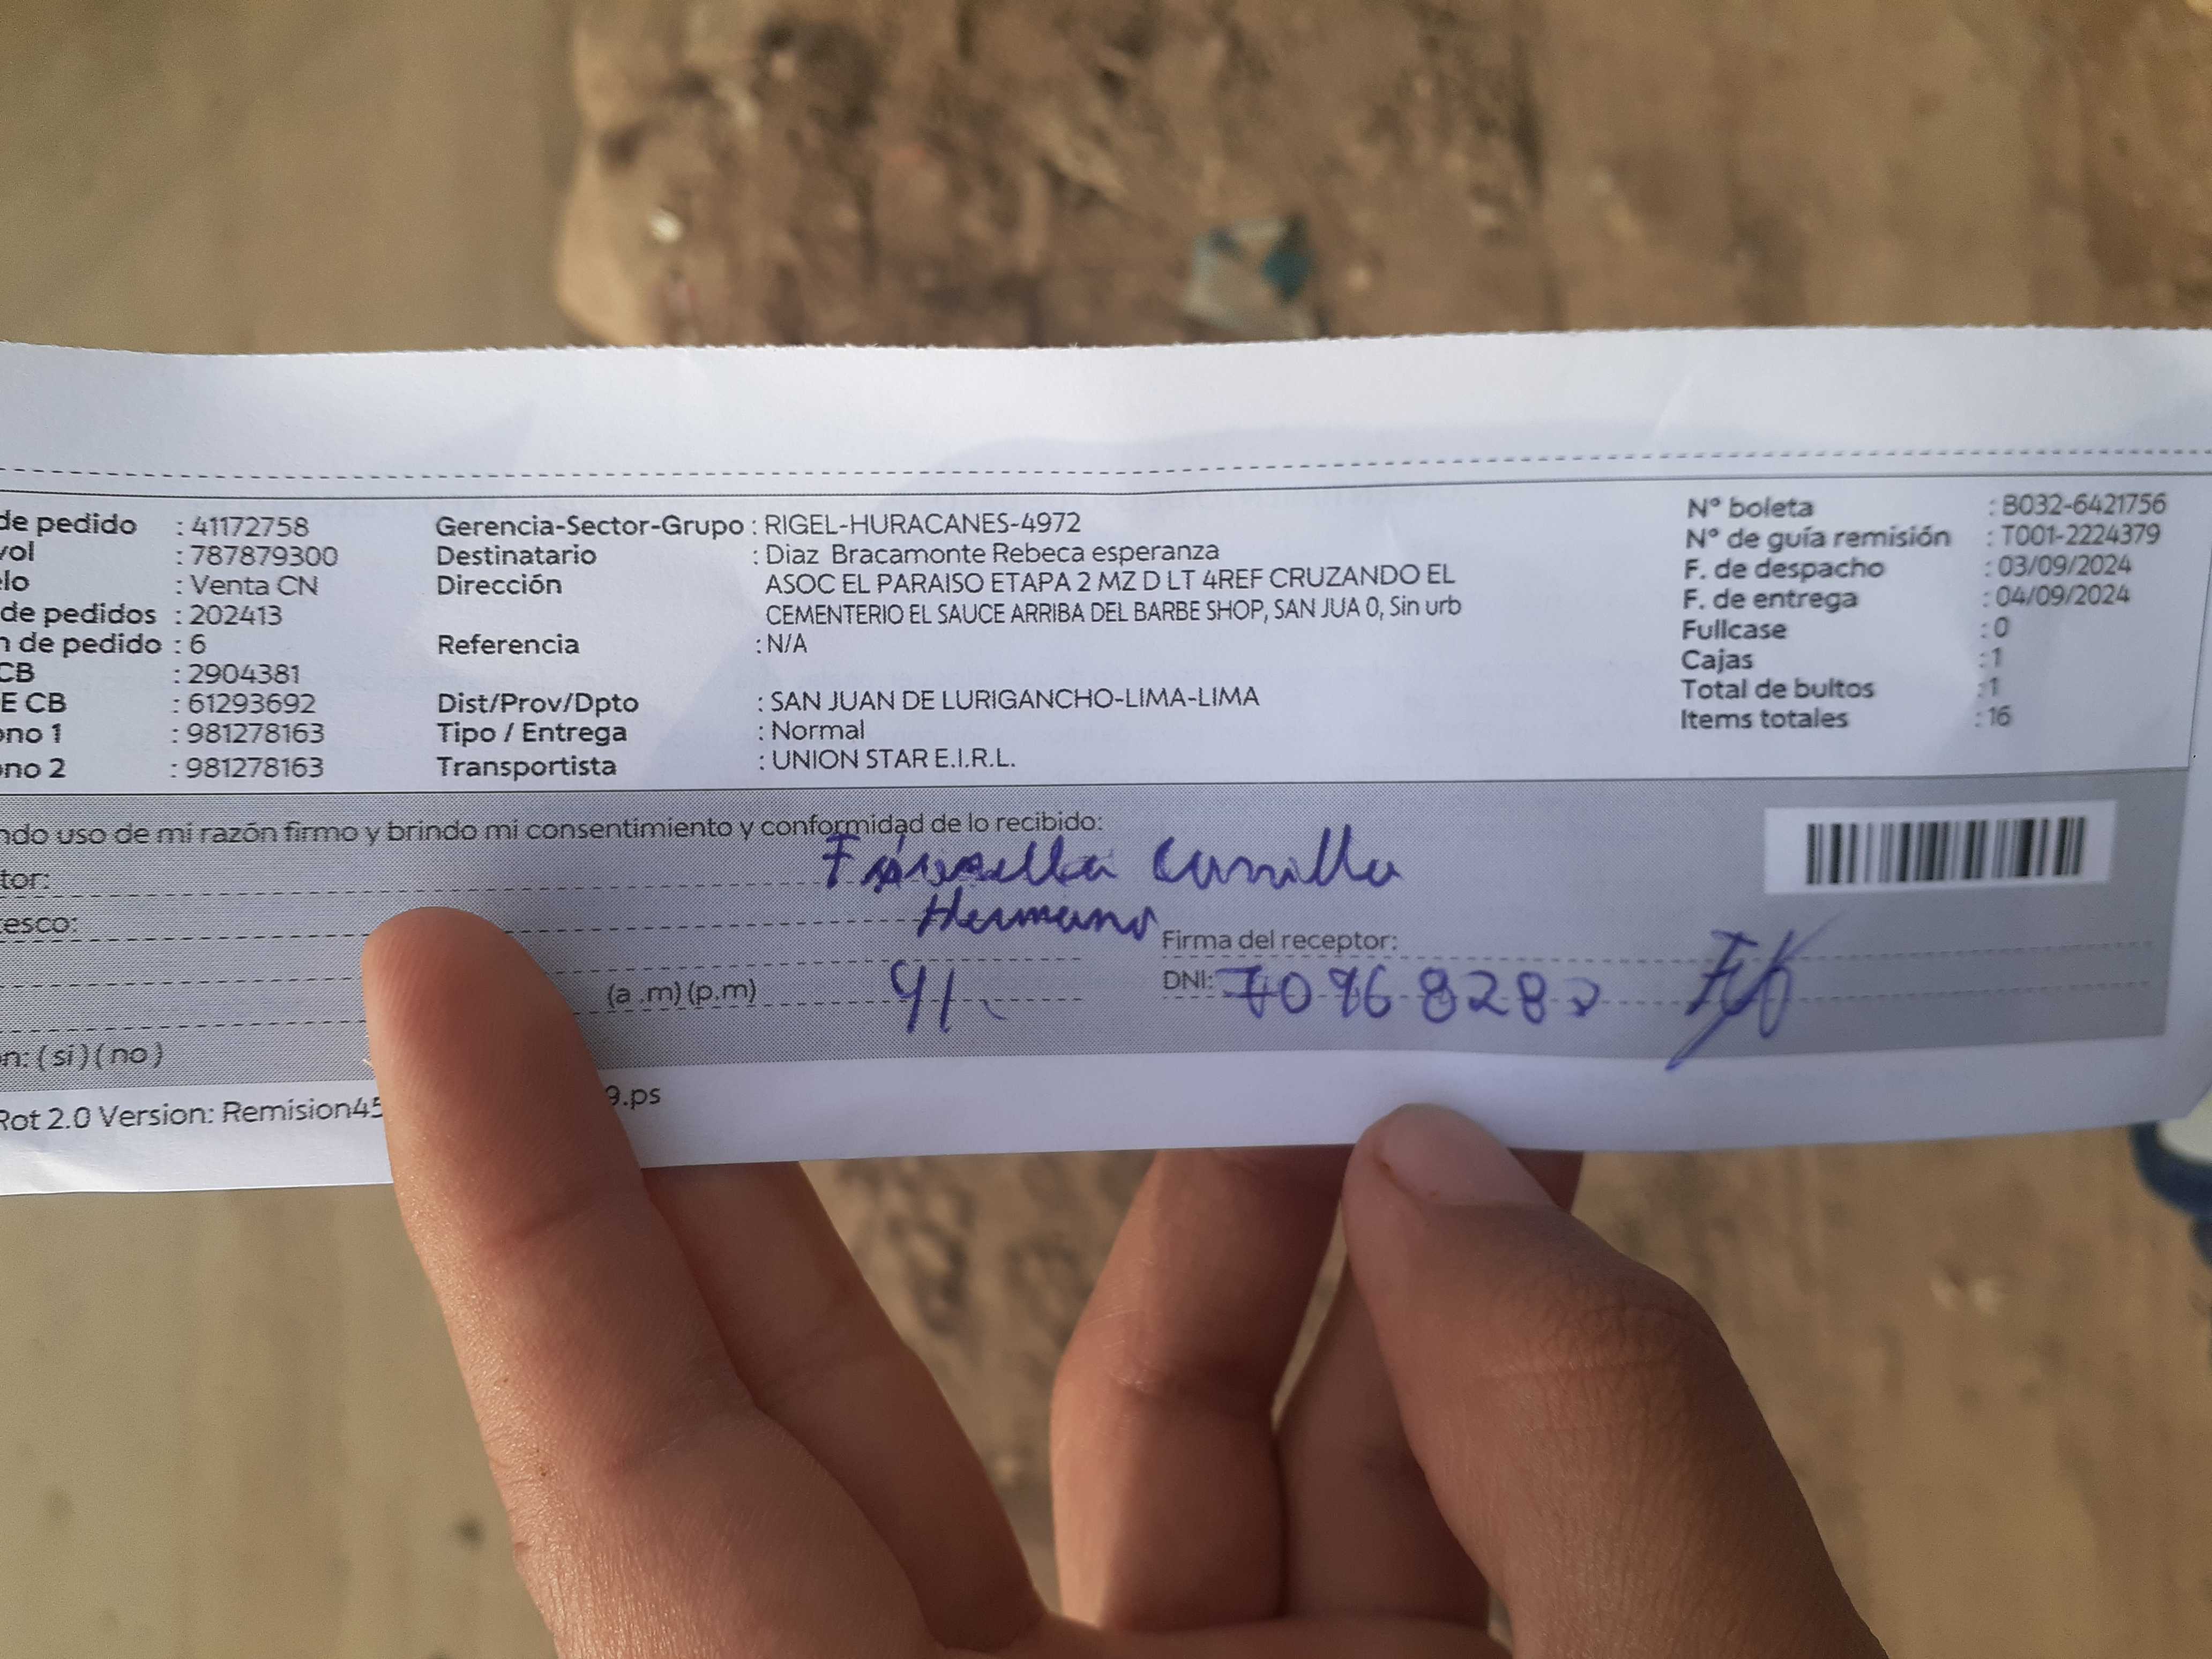 de pedido : 41172758
vol : 787879300
elo : Venta CN
de pedidos : 202413
n de pedido : 6
CB : 2904381
E CB : 61293692
ono 1 : 981278163
ono 2 : 981278163
Gerencia-Sector-Grupo : RIGEL-HURACANES-4972
Destinatario : Diaz Bracamonte Rebeca esperanza
Dirección ASOC EL PARAISO ETAPA 2 MZ D LT 4REF CRUZANDO EL
CEMENTERIO EL SAUCE ARRIBA DEL BARBE SHOP, SAN JUA 0, Sin urb
Referencia : N/A
Dist/Prov/Dpto : SAN JUAN DE LURIGANCHO-LIMA-LIMA
Tipo / Entrega : Normal
Transportista : UNION STAR E.I.R.L.
Nº boleta : B032-6421756
Nº de guía remisión : T001-2224379
F. de despacho : 03/09/2024
F. de entrega : 04/09/2024
Fullcase : 0
Cajas : 1
Total de bultos : 1
Items totales : 16
ndo uso de mi razón firmo y brindo mi consentimiento y conformidad de lo recibido:
tor:
esco: Hermano
Firma del receptor:
(a .m) (p.m)
DNI:
n: ( si ) ( no )
Rot 2.0 Version: Remision45
9.ps